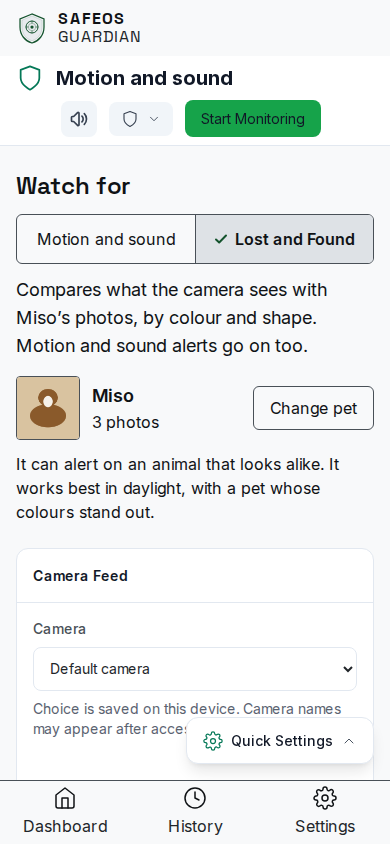 SAFEOS
GUARDIAN
Motion and sound
Start Monitoring
Watch for
Motion and sound
Lost and Found
Compares what the camera sees with
Miso’s photos, by colour and shape.
Motion and sound alerts go on too.
Miso
3 photos
Change pet
It can alert on an animal that looks alike. It
works best in daylight, with a pet whose
colours stand out.
Camera Feed
Camera
Default camera
Choice is saved on this device. Camera names
may appear after
Quick Settings
Dashboard
History
Settings